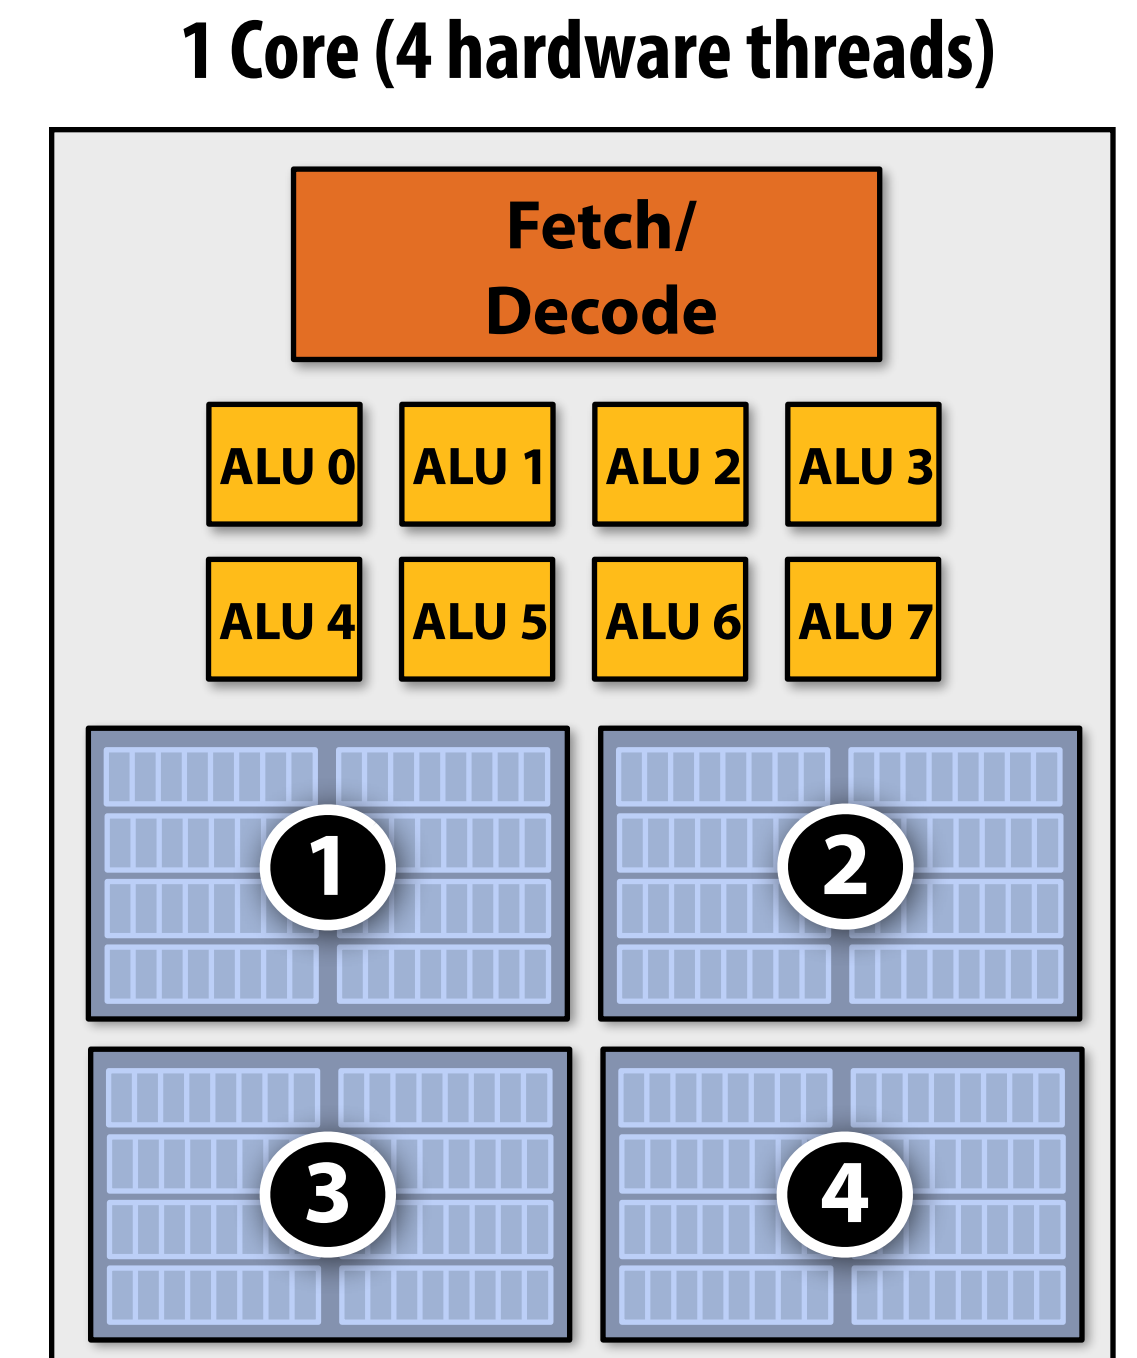 1 Core (4 hardware threads)
Fetch/
Decode
ALU 0 ALU 1 ALU 2 ALU 3
ALU 4 ALU 5 ALU 6 ALU 7
1 2
3 4